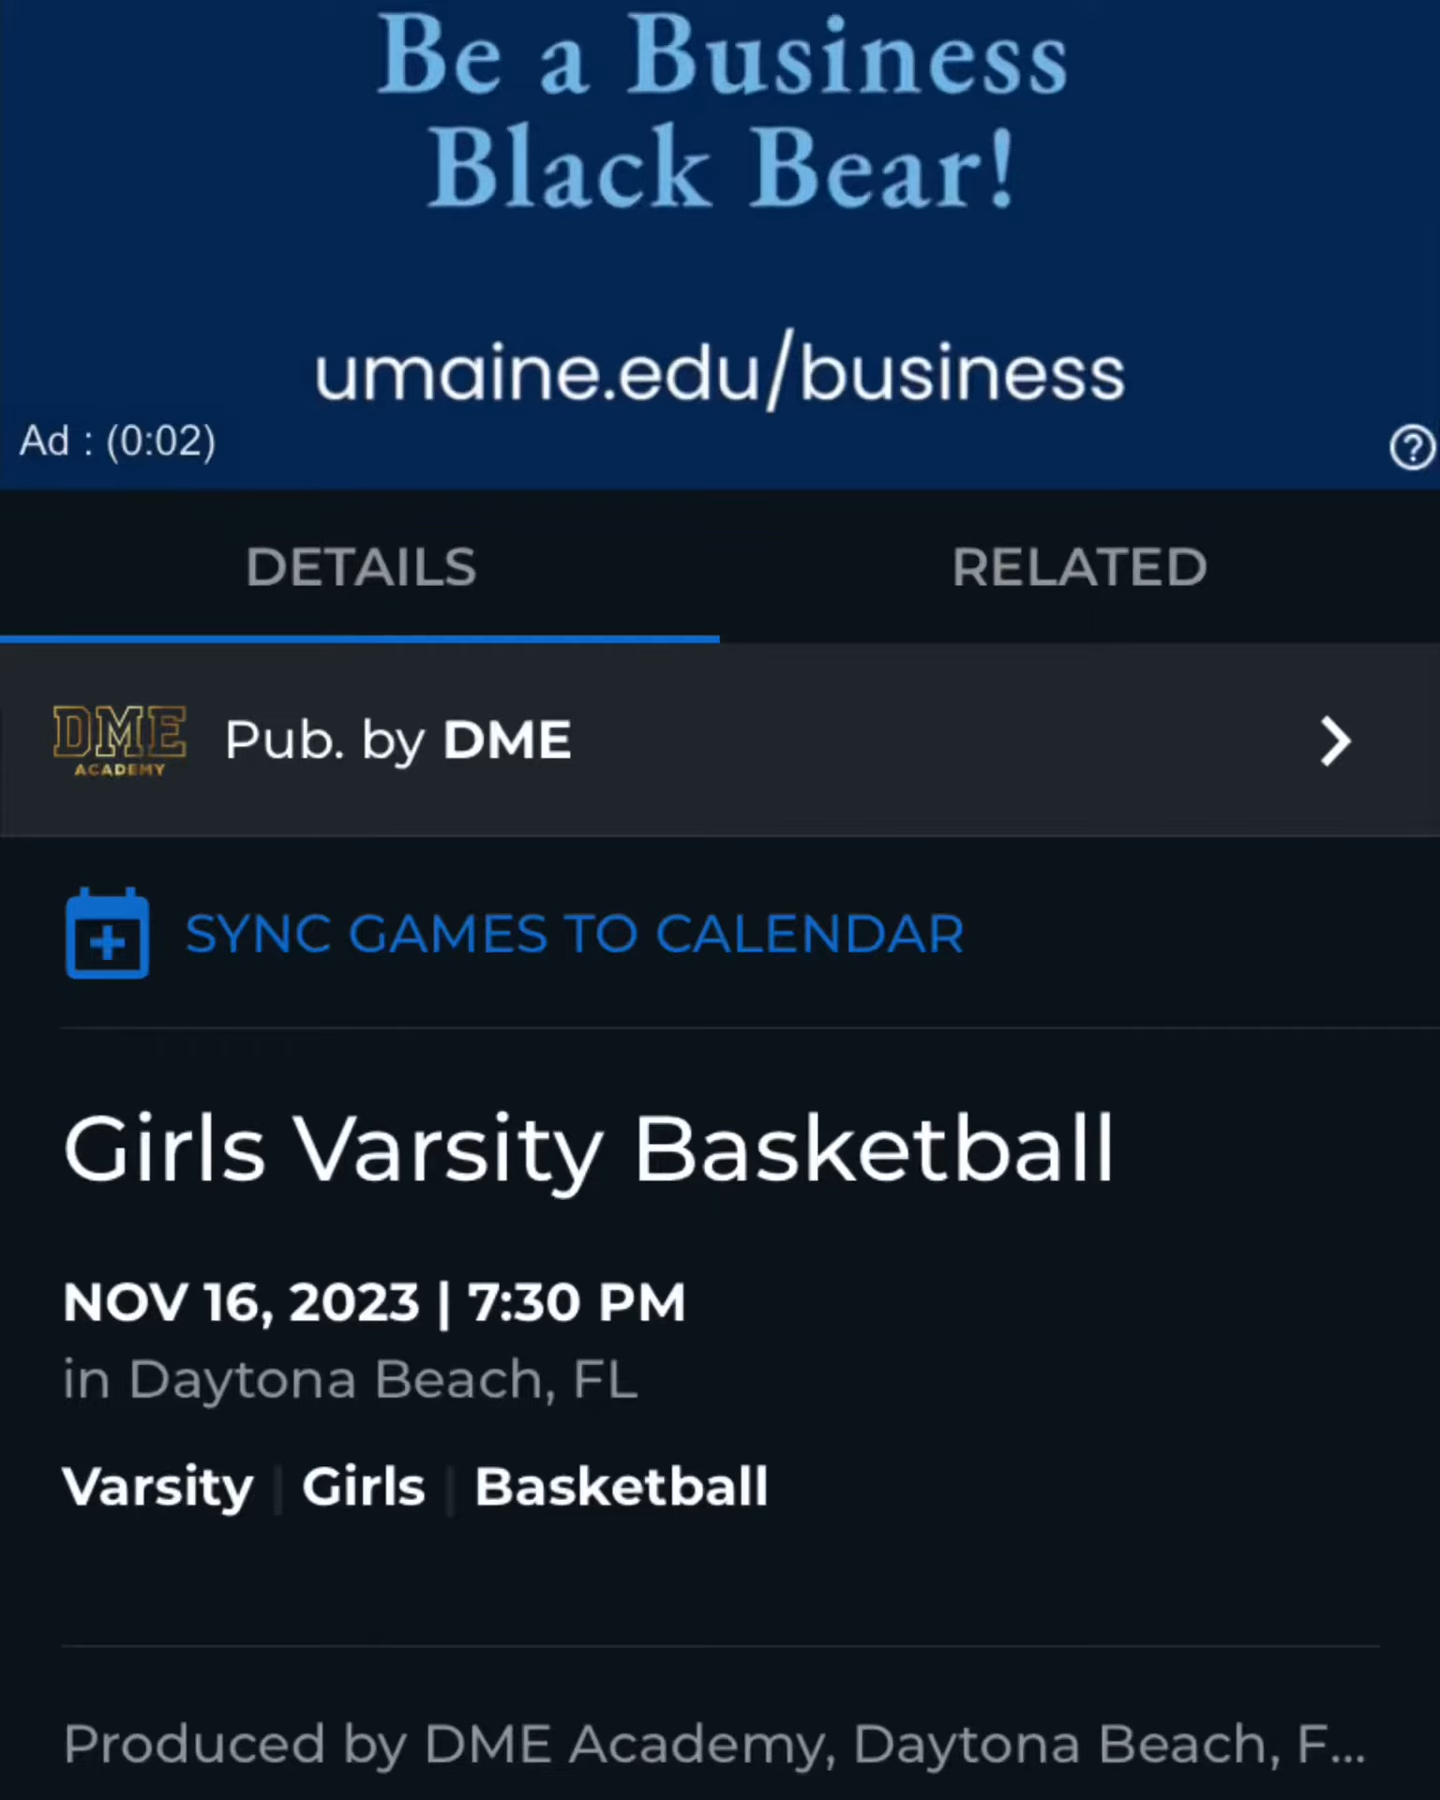 Be a Business
Black Bear!
umaine.edu/business
Ad : (0:02)
DETAILS
RELATED
DME
ACADEMY
Pub. by DME
SYNC GAMES TO CALENDAR
Girls Varsity Basketball
NOV 16, 2023 | 7:30 PM
in Daytona Beach, FL
Varsity | Girls | Basketball
Produced by DME Academy, Daytona Beach, F...